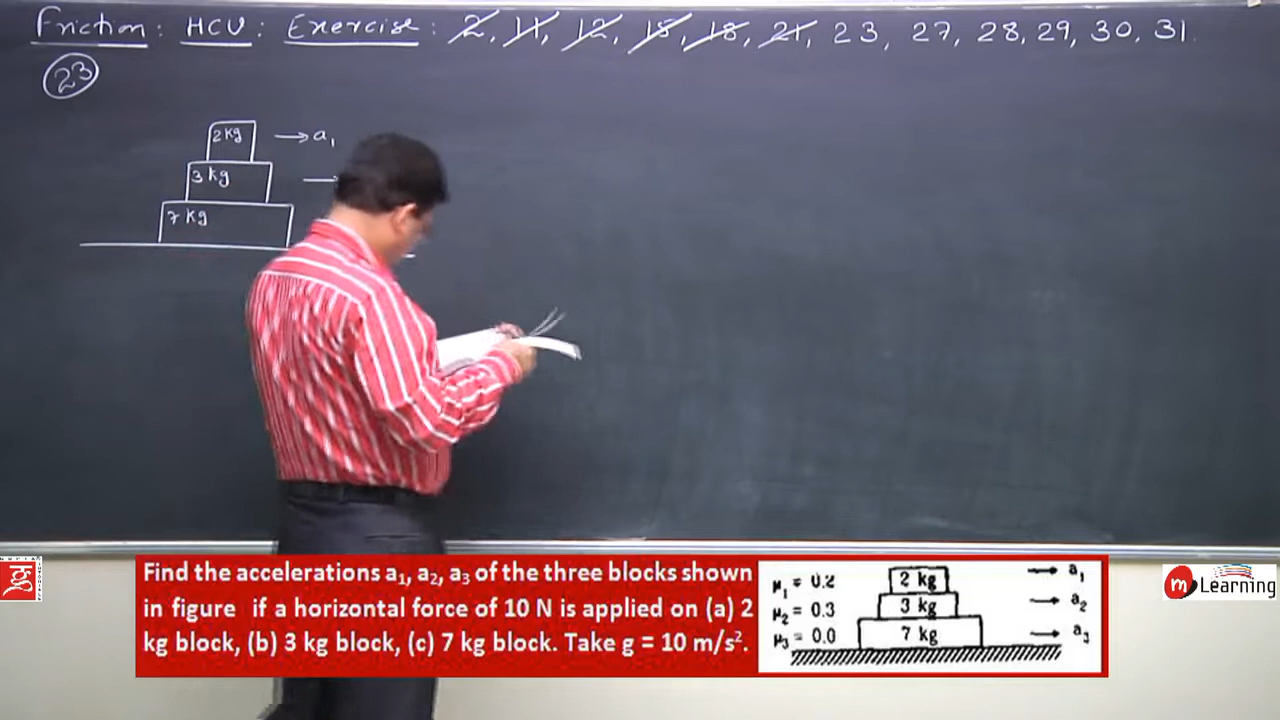 Friction: HCV: Exercise: 2, 11, 12, 15, 18, 21, 23, 27, 28, 29, 30, 31.
23
2 kg → a₁
3 kg →
7 kg
Find the accelerations a₁, a₂, a₃ of the three blocks shown
in figure if a horizontal force of 10 N is applied on (a) 2
kg block, (b) 3 kg block, (c) 7 kg block. Take g = 10 m/s².
μ₁ = 0.2 2 kg → a₁
μ₂ = 0.3 3 kg → a₂
μ₃ = 0.0 7 kg → a₃
m Learning